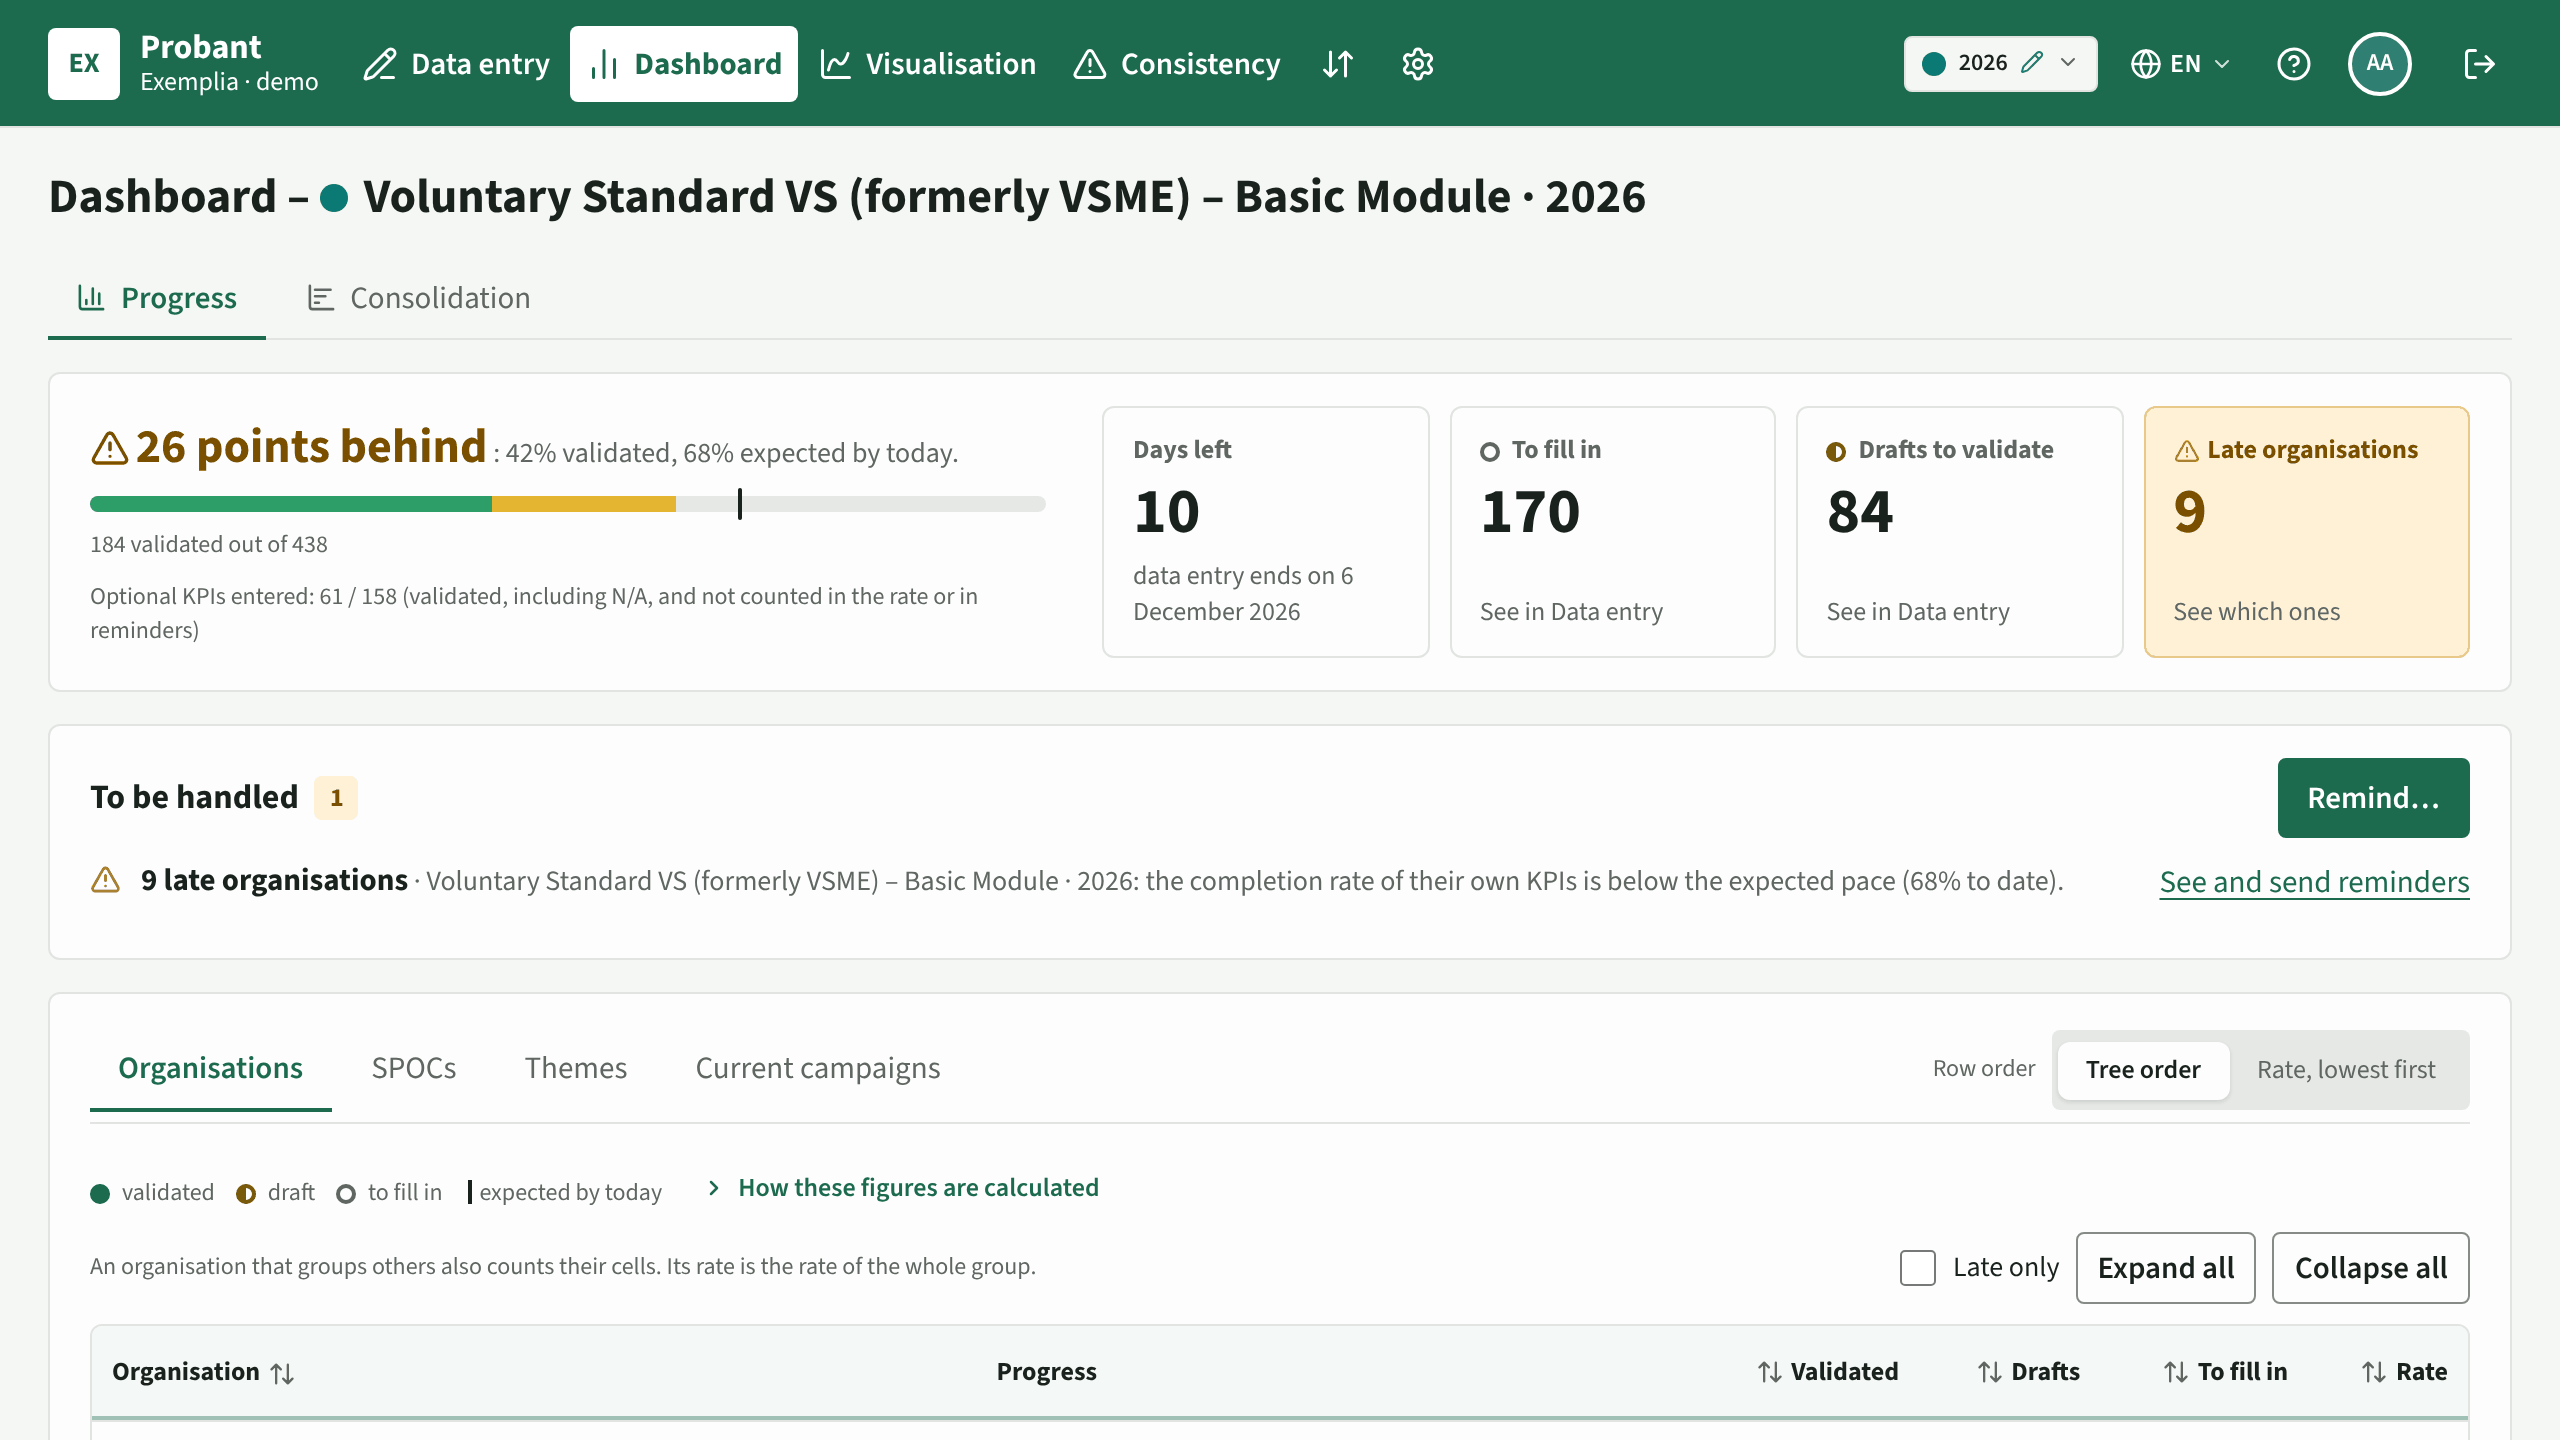 EX
Probant
Exemplia · demo
Data entry
Dashboard
Visualisation
Consistency
2026
EN
AA
Dashboard – Voluntary Standard VS (formerly VSME) – Basic Module · 2026
Progress
Consolidation
26 points behind : 42% validated, 68% expected by today.
184 validated out of 438
Optional KPIs entered: 61 / 158 (validated, including N/A, and not counted in the rate or in
reminders)
Days left
10
data entry ends on 6
December 2026
To fill in
170
See in Data entry
Drafts to validate
84
See in Data entry
Late organisations
9
See which ones
To be handled 1
Remind…
9 late organisations · Voluntary Standard VS (formerly VSME) – Basic Module · 2026: the completion rate of their own KPIs is below the expected pace (68% to date).
See and send reminders
Organisations
SPOCs
Themes
Current campaigns
Row order
Tree order
Rate, lowest first
validated
draft
to fill in
expected by today
How these figures are calculated
An organisation that groups others also counts their cells. Its rate is the rate of the whole group.
Late only
Expand all
Collapse all
Organisation
Progress
Validated
Drafts
To fill in
Rate